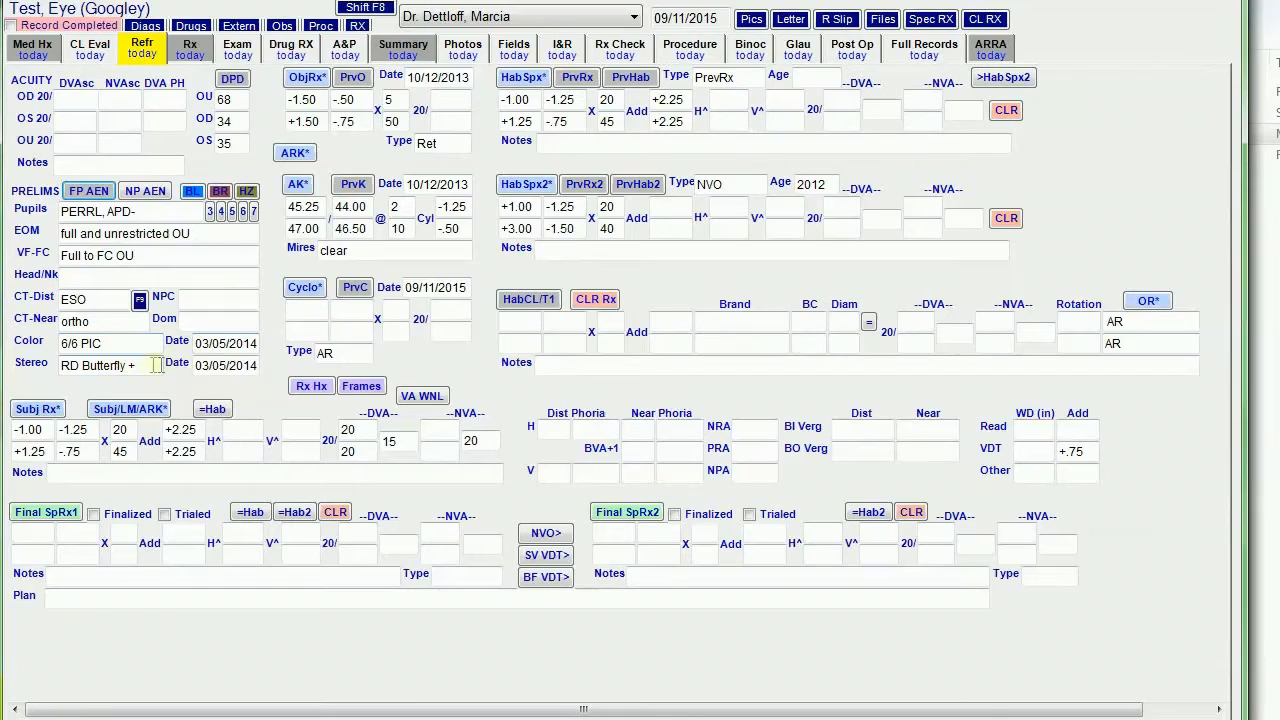 Test, Eye (Googley)
Shift F8
Dr. Dettloff, Marcia
09/11/2015
Pics Letter R Slip Files Spec RX CL RX
Record Completed Diags Drugs Extern Obs Proc RX
Med Hx CL Eval Refr Rx Exam Drug RX A&P Summary Photos Fields I&R Rx Check Procedure Binoc Glau Post Op Full Records ARRA
today today today today today today today today today today today today today today today today today today
ACUITY DVAsc NVAsc DVA PH DPD
OD 20/ OU 68
OS 20/ OD 34
OU 20/ OS 35
Notes
ObjRx* PrvO Date 10/12/2013
-1.50 -.50 X 5 20/
+1.50 -.75 50
Type Ret
ARK*
HabSpx* PrvRx PrvHab Type PrevRx Age --DVA-- --NVA-- >HabSpx2
-1.00 -1.25 X 20 Add +2.25 H^ V^ 20/ CLR
+1.25 -.75 45 +2.25
Notes
PRELIMS FP AEN NP AEN BL BR HZ
Pupils PERRL, APD- 3 4 5 6 7
EOM full and unrestricted OU
VF-FC Full to FC OU
Head/Nk
CT-Dist ESO F9 NPC
CT-Near ortho Dom
Color 6/6 PIC Date 03/05/2014
Stereo RD Butterfly + Date 03/05/2014
AK* PrvK Date 10/12/2013
45.25 / 44.00 @ 2 Cyl -1.25
47.00 46.50 10 -.50
Mires clear
HabSpx2* PrvRx2 PrvHab2 Type NVO Age 2012 --DVA-- --NVA--
+1.00 -1.25 X 20 Add H^ V^ 20/ CLR
+3.00 -1.50 40
Notes
Cyclo* PrvC Date 09/11/2015
X 20/
Type AR
Rx Hx Frames
HabCL/T1 CLR Rx Brand BC Diam --DVA-- --NVA-- Rotation OR*
X Add = 20/ AR
AR
Notes
VA WNL
Subj Rx* Subj/LM/ARK* =Hab --DVA-- --NVA--
-1.00 -1.25 X 20 Add +2.25 H^ V^ 20/ 20 15 20
+1.25 -.75 45 +2.25 20
Notes
Dist Phoria Near Phoria Dist Near WD (in) Add
H NRA BI Verg Read
BVA+1 PRA BO Verg VDT +.75
V NPA Other
Final SpRx1 Finalized Trialed =Hab =Hab2 CLR --DVA-- --NVA--
X Add H^ V^ 20/
Notes Type
Plan
NVO>
SV VDT>
BF VDT>
Final SpRx2 Finalized Trialed =Hab2 CLR --DVA-- --NVA--
X Add H^ V^ 20/
Notes Type